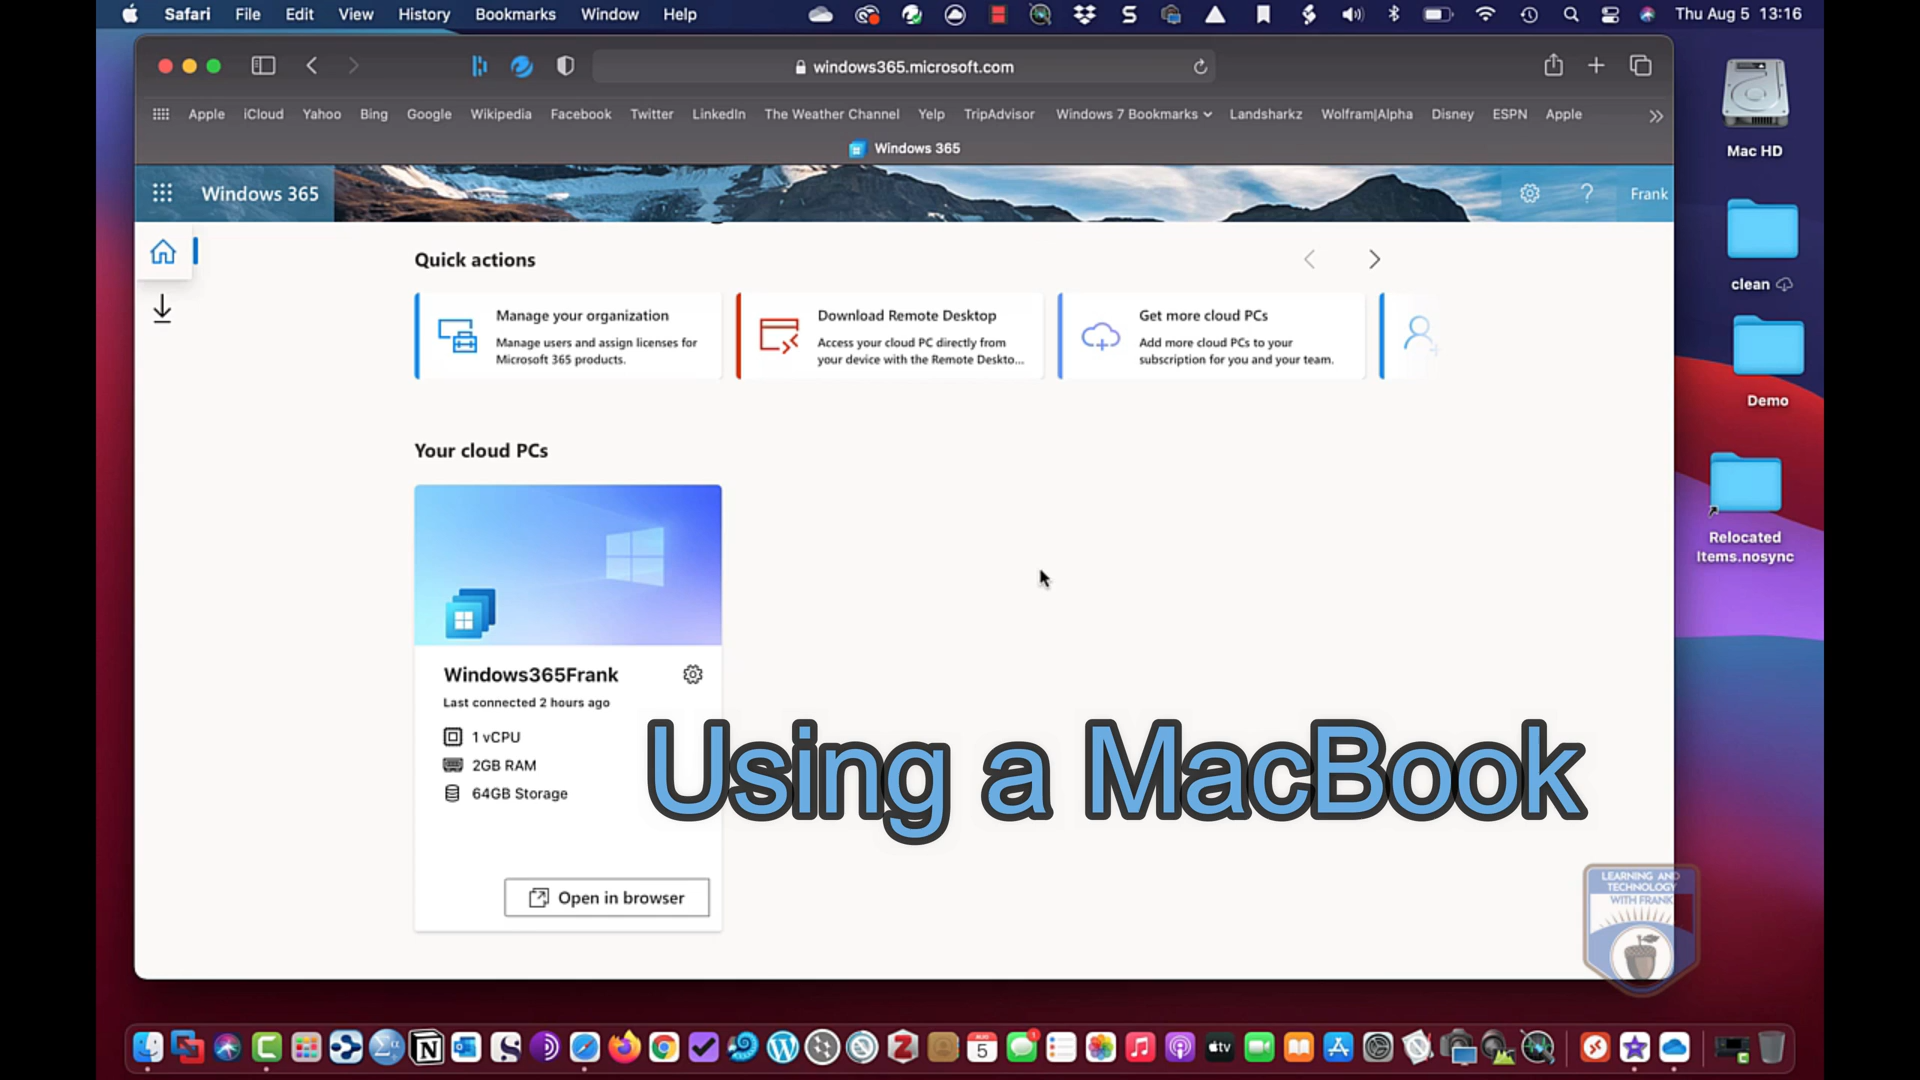 Safari File Edit View History Bookmarks Window Help
Thu Aug 5 13:16
windows365.microsoft.com
Apple iCloud Yahoo Bing Google Wikipedia Facebook Twitter LinkedIn The Weather Channel Yelp TripAdvisor Windows 7 Bookmarks Landsharkz Wolfram|Alpha Disney ESPN Apple
Windows 365
Windows 365
? Frank
Mac HD
clean
Demo
Relocated
Items.nosync
Quick actions
Manage your organization
Manage users and assign licenses for
Microsoft 365 products.
Download Remote Desktop
Access your cloud PC directly from
your device with the Remote Deskto...
Get more cloud PCs
Add more cloud PCs to your
subscription for you and your team.
Your cloud PCs
Windows365Frank
Last connected 2 hours ago
1 vCPU
2GB RAM
64GB Storage
Open in browser
Using a MacBook
LEARNING AND
TECHNOLOGY
WITH FRANK
5
tv